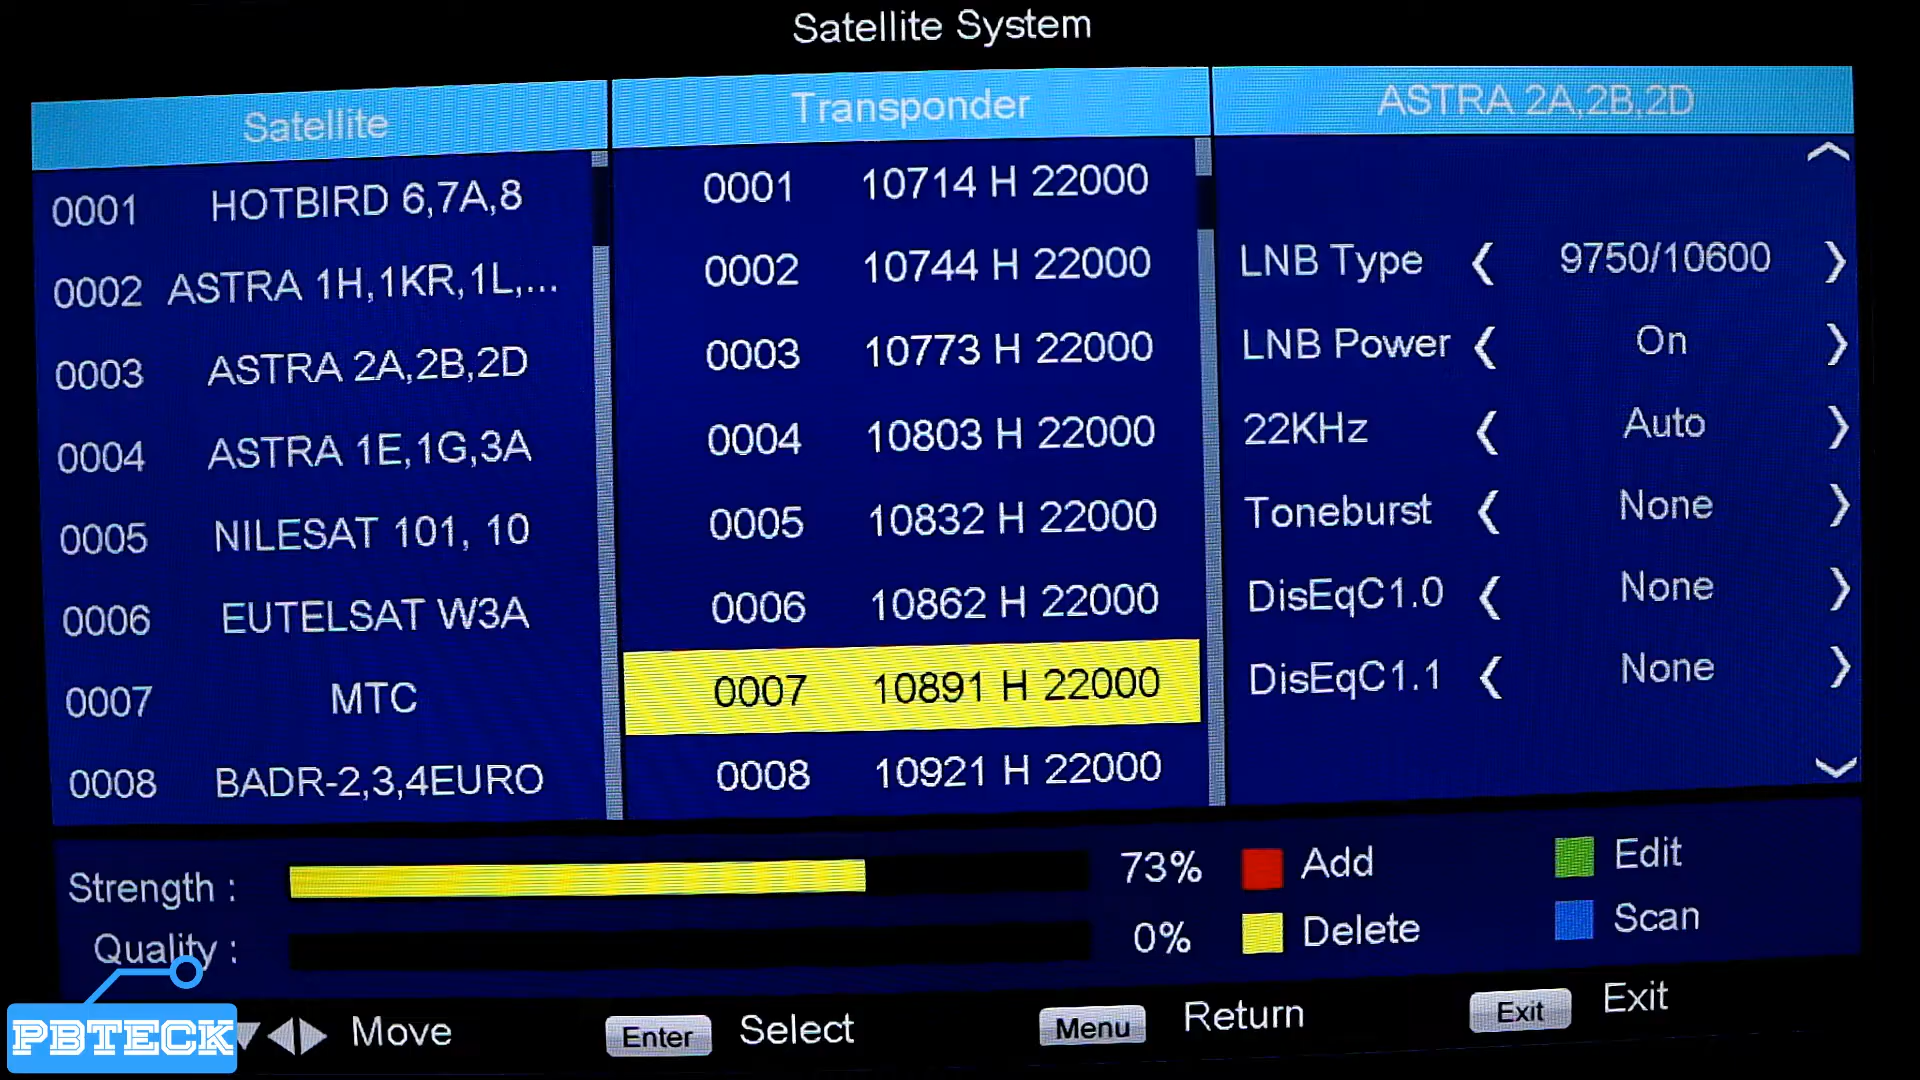 Satellite System
Satellite
Transponder
ASTRA 2A,2B,2D
0001 HOTBIRD 6,7A,8
0002 ASTRA 1H,1KR,1L,...
0003 ASTRA 2A,2B,2D
0004 ASTRA 1E,1G,3A
0005 NILESAT 101, 10
0006 EUTELSAT W3A
0007 MTC
0008 BADR-2,3,4EURO
0001 10714 H 22000
0002 10744 H 22000
0003 10773 H 22000
0004 10803 H 22000
0005 10832 H 22000
0006 10862 H 22000
0007 10891 H 22000
0008 10921 H 22000
LNB Type 9750/10600
LNB Power On
22KHz Auto
Toneburst None
DisEqC1.0 None
DisEqC1.1 None
Strength : 73%
Quality : 0%
Add
Edit
Delete
Scan
Move
Enter Select
Menu Return
Exit Exit
PBTECK